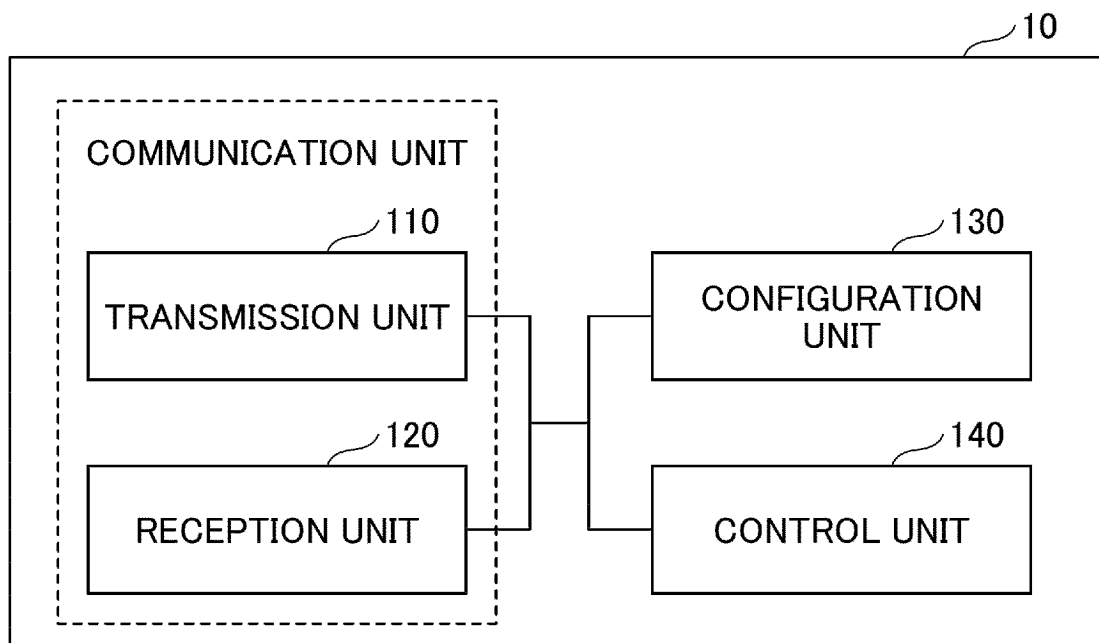 10
COMMUNICATION UNIT
110
TRANSMISSION UNIT
120
RECEPTION UNIT
130
CONFIGURATION
UNIT
140
CONTROL UNIT